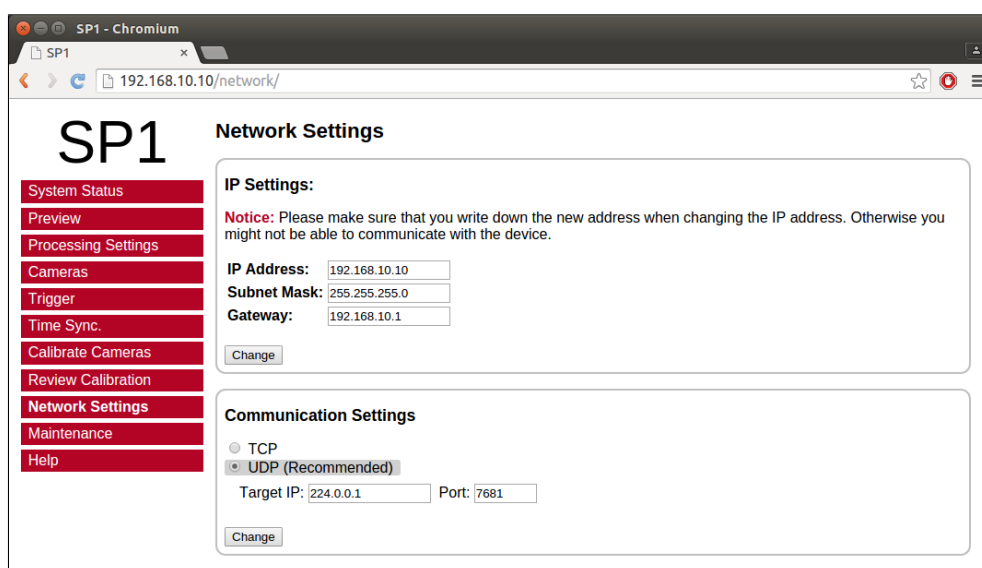 SP1 - Chromium
SP1 ×
192.168.10.10/network/
SP1
System Status
Preview
Processing Settings
Cameras
Trigger
Time Sync.
Calibrate Cameras
Review Calibration
Network Settings
Maintenance
Help
Network Settings
IP Settings:
Notice: Please make sure that you write down the new address when changing the IP address. Otherwise you
might not be able to communicate with the device.
IP Address: 192.168.10.10
Subnet Mask: 255.255.255.0
Gateway: 192.168.10.1
Change
Communication Settings
TCP
UDP (Recommended)
Target IP: 224.0.0.1 Port: 7681
Change